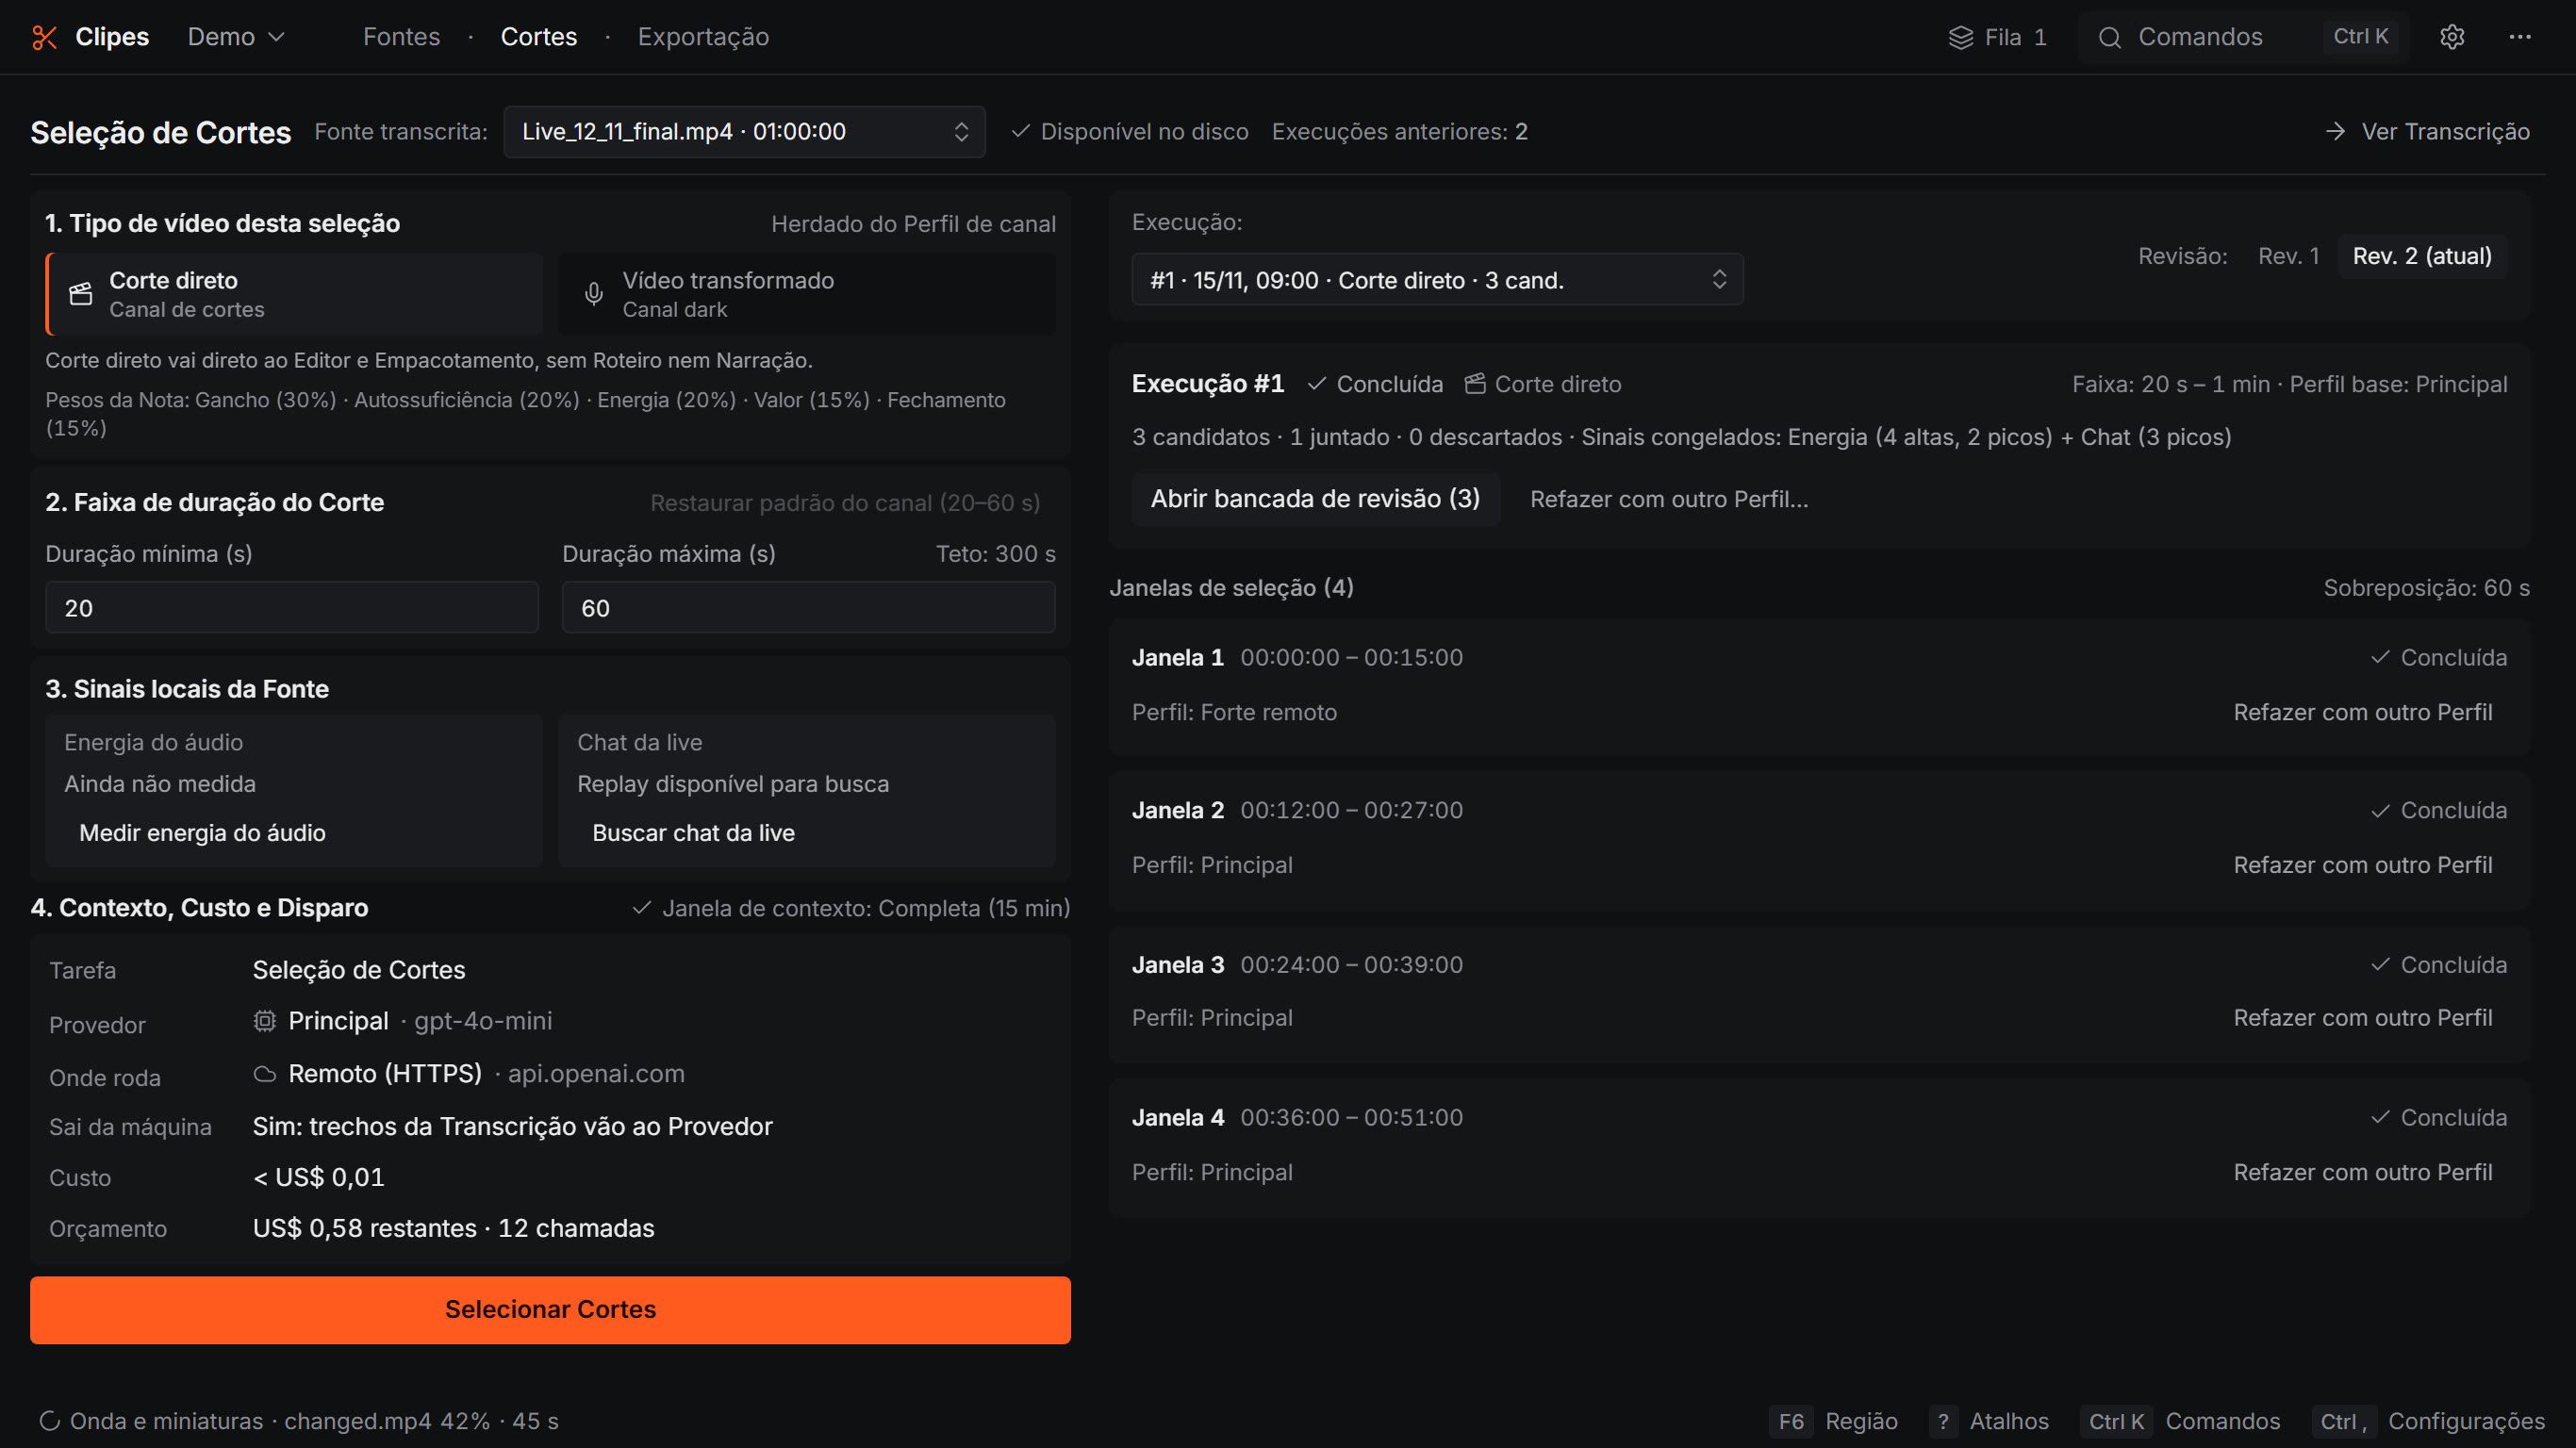 Clipes Demo Fontes · Cortes · Exportação Fila 1 Comandos Ctrl K
Seleção de Cortes Fonte transcrita: Live_12_11_final.mp4 · 01:00:00 Disponível no disco Execuções anteriores: 2 Ver Transcrição
1. Tipo de vídeo desta seleção Herdado do Perfil de canal
Corte direto
Canal de cortes
Vídeo transformado
Canal dark
Corte direto vai direto ao Editor e Empacotamento, sem Roteiro nem Narração.
Pesos da Nota: Gancho (30%) · Autossuficiência (20%) · Energia (20%) · Valor (15%) · Fechamento
(15%)
2. Faixa de duração do Corte Restaurar padrão do canal (20–60 s)
Duração mínima (s) Duração máxima (s) Teto: 300 s
20 60
3. Sinais locais da Fonte
Energia do áudio
Ainda não medida
Medir energia do áudio
Chat da live
Replay disponível para busca
Buscar chat da live
4. Contexto, Custo e Disparo Janela de contexto: Completa (15 min)
Tarefa Seleção de Cortes
Provedor Principal · gpt-4o-mini
Onde roda Remoto (HTTPS) · api.openai.com
Sai da máquina Sim: trechos da Transcrição vão ao Provedor
Custo < US$ 0,01
Orçamento US$ 0,58 restantes · 12 chamadas
Selecionar Cortes
Execução:
#1 · 15/11, 09:00 · Corte direto · 3 cand.
Revisão: Rev. 1 Rev. 2 (atual)
Execução #1 Concluída Corte direto Faixa: 20 s – 1 min · Perfil base: Principal
3 candidatos · 1 juntado · 0 descartados · Sinais congelados: Energia (4 altas, 2 picos) + Chat (3 picos)
Abrir bancada de revisão (3) Refazer com outro Perfil...
Janelas de seleção (4) Sobreposição: 60 s
Janela 1 00:00:00 – 00:15:00 Concluída
Perfil: Forte remoto Refazer com outro Perfil
Janela 2 00:12:00 – 00:27:00 Concluída
Perfil: Principal Refazer com outro Perfil
Janela 3 00:24:00 – 00:39:00 Concluída
Perfil: Principal Refazer com outro Perfil
Janela 4 00:36:00 – 00:51:00 Concluída
Perfil: Principal Refazer com outro Perfil
Onda e miniaturas · changed.mp4 42% · 45 s F6 Região ? Atalhos Ctrl K Comandos Ctrl , Configurações